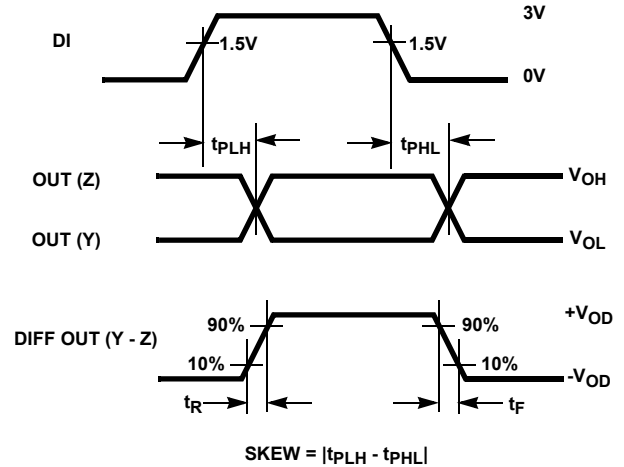 3V
DI
1.5V
1.5V
0V
tPLH
tPHL
OUT (Z)
VOH
OUT (Y)
VOL
+VOD
90%
90%
DIFF OUT (Y - Z)
10%
10%
-VOD
tR
tF
SKEW = |tPLH - tPHL|